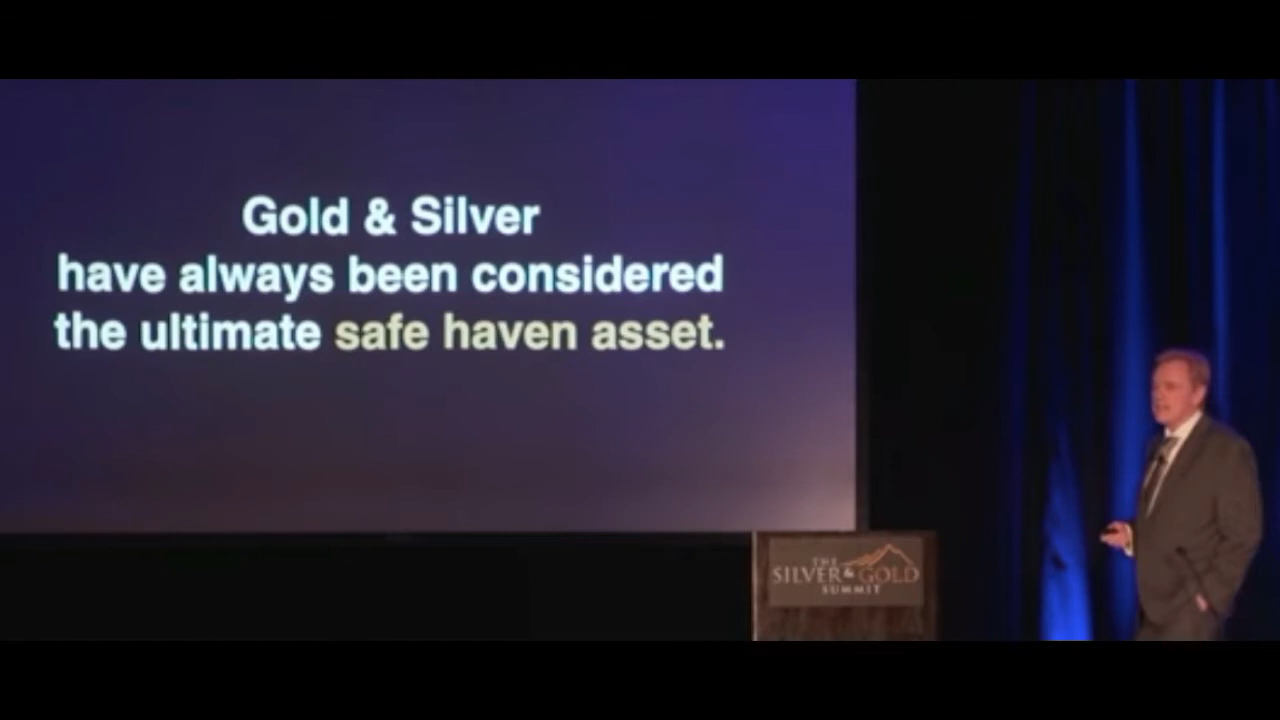 Gold & Silver
have always been considered
the ultimate safe haven asset.
THE
SILVER & GOLD
SUMMIT